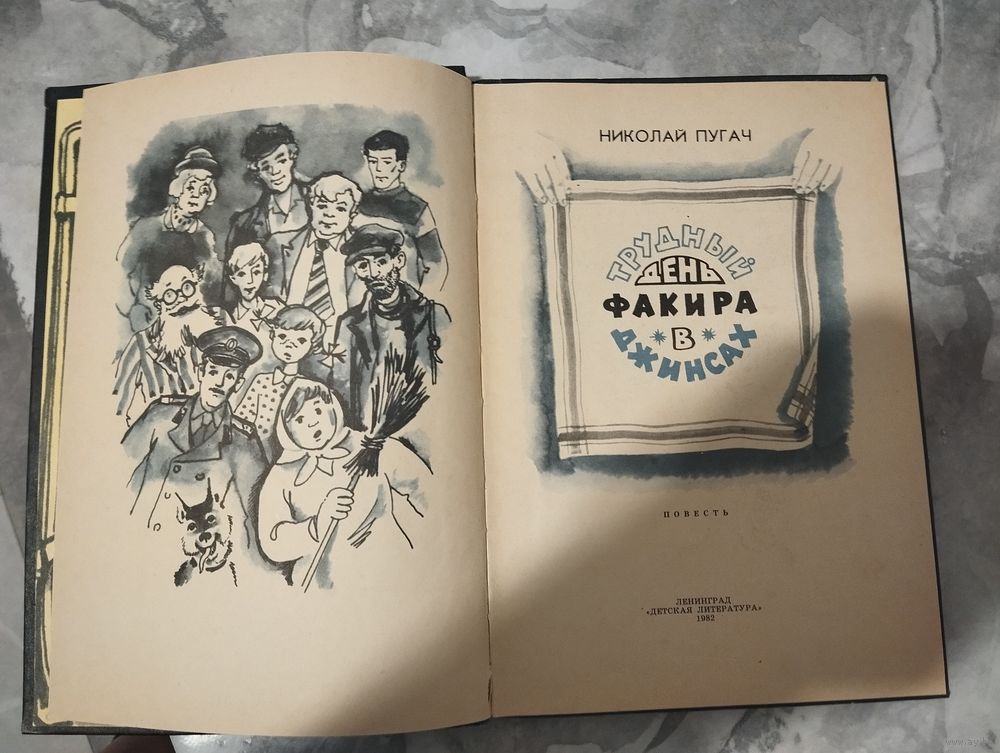 НИКОЛАЙ ПУГАЧ
ТРУДНЫЙ
ДЕНЬ
ФАКИРА
В
ДЖИНСАХ
ПОВЕСТЬ
ЛЕНИНГРАД
«ДЕТСКАЯ ЛИТЕРАТУРА»
1982